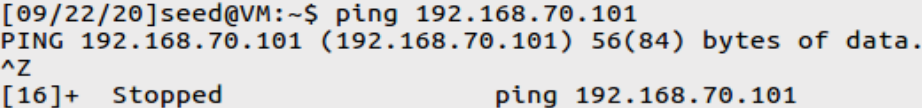 [09/22/20]seed@VM:~$ ping 192.168.70.101
PING 192.168.70.101 (192.168.70.101) 56(84) bytes of data.
^Z
[16]+  Stopped                 ping 192.168.70.101